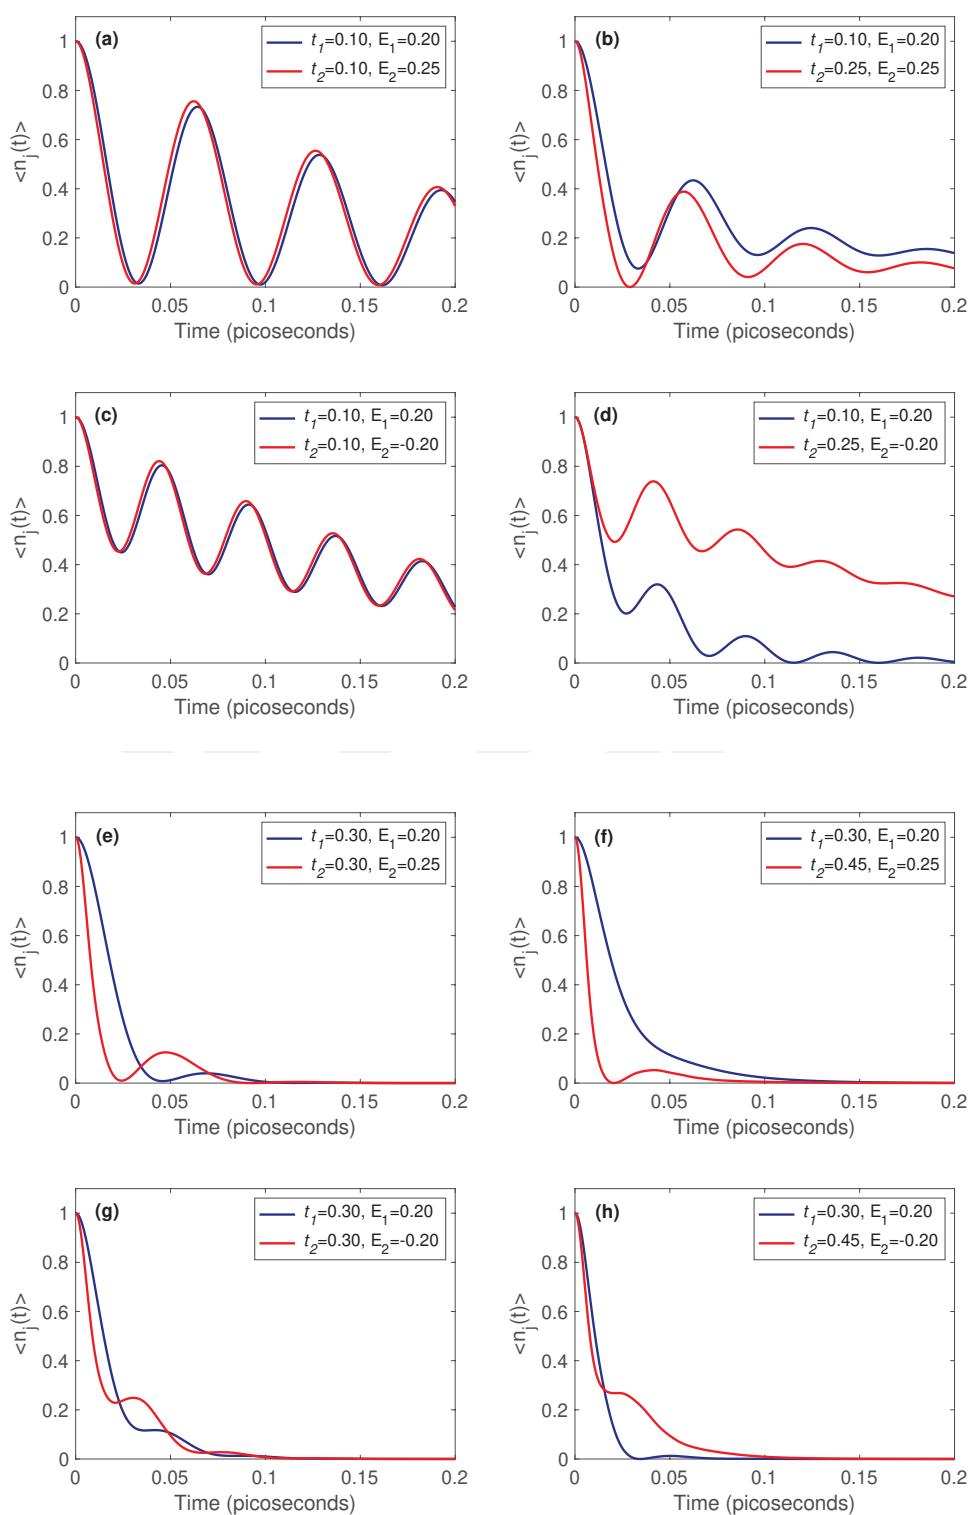 (a)
t1=0.10, E1=0.20
t2=0.10, E2=0.25
<nj(t)>
1
0.8
0.6
0.4
0.2
0
0 0.05 0.1 0.15 0.2
Time (picoseconds)
(b)
t1=0.10, E1=0.20
t2=0.25, E2=0.25
<nj(t)>
1
0.8
0.6
0.4
0.2
0
0 0.05 0.1 0.15 0.2
Time (picoseconds)
(c)
t1=0.10, E1=0.20
t2=0.10, E2=-0.20
<nj(t)>
1
0.8
0.6
0.4
0.2
0
0 0.05 0.1 0.15 0.2
Time (picoseconds)
(d)
t1=0.10, E1=0.20
t2=0.25, E2=-0.20
<nj(t)>
1
0.8
0.6
0.4
0.2
0
0 0.05 0.1 0.15 0.2
Time (picoseconds)
(e)
t1=0.30, E1=0.20
t2=0.30, E2=0.25
<nj(t)>
1
0.8
0.6
0.4
0.2
0
0 0.05 0.1 0.15 0.2
Time (picoseconds)
(f)
t1=0.30, E1=0.20
t2=0.45, E2=0.25
<nj(t)>
1
0.8
0.6
0.4
0.2
0
0 0.05 0.1 0.15 0.2
Time (picoseconds)
(g)
t1=0.30, E1=0.20
t2=0.30, E2=-0.20
<nj(t)>
1
0.8
0.6
0.4
0.2
0
0 0.05 0.1 0.15 0.2
Time (picoseconds)
(h)
t1=0.30, E1=0.20
t2=0.45, E2=-0.20
<nj(t)>
1
0.8
0.6
0.4
0.2
0
0 0.05 0.1 0.15 0.2
Time (picoseconds)